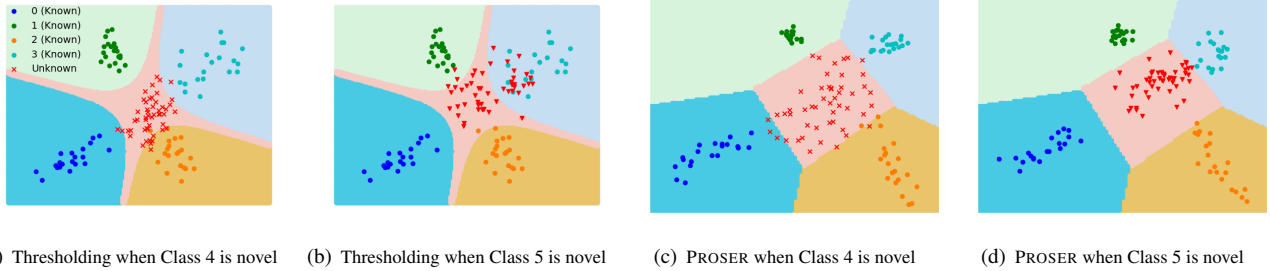 0 (Known)
1 (Known)
2 (Known)
3 (Known)
Unknown
) Thresholding when Class 4 is novel
(b) Thresholding when Class 5 is novel
(c) PROSER when Class 4 is novel
(d) PROSER when Class 5 is novel